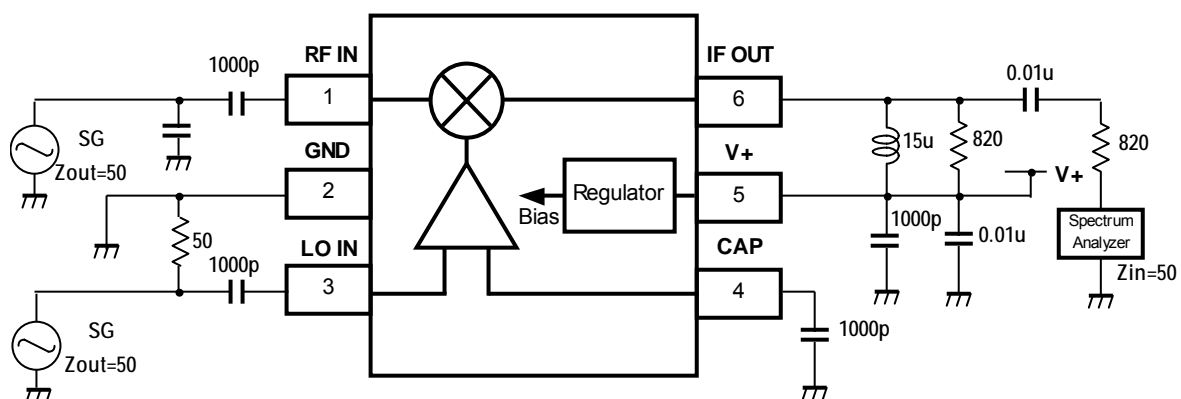 RF IN
IF OUT
1000p
0.01u
1
6
SG
Zout=50
15u
820
820
GND
V+
V+
2
Regulator
5
Bias
50
1000p
0.01u
Spectrum
Analyzer
LO IN
CAP
1000p
Zin=50
3
4
SG
1000p
Zout=50